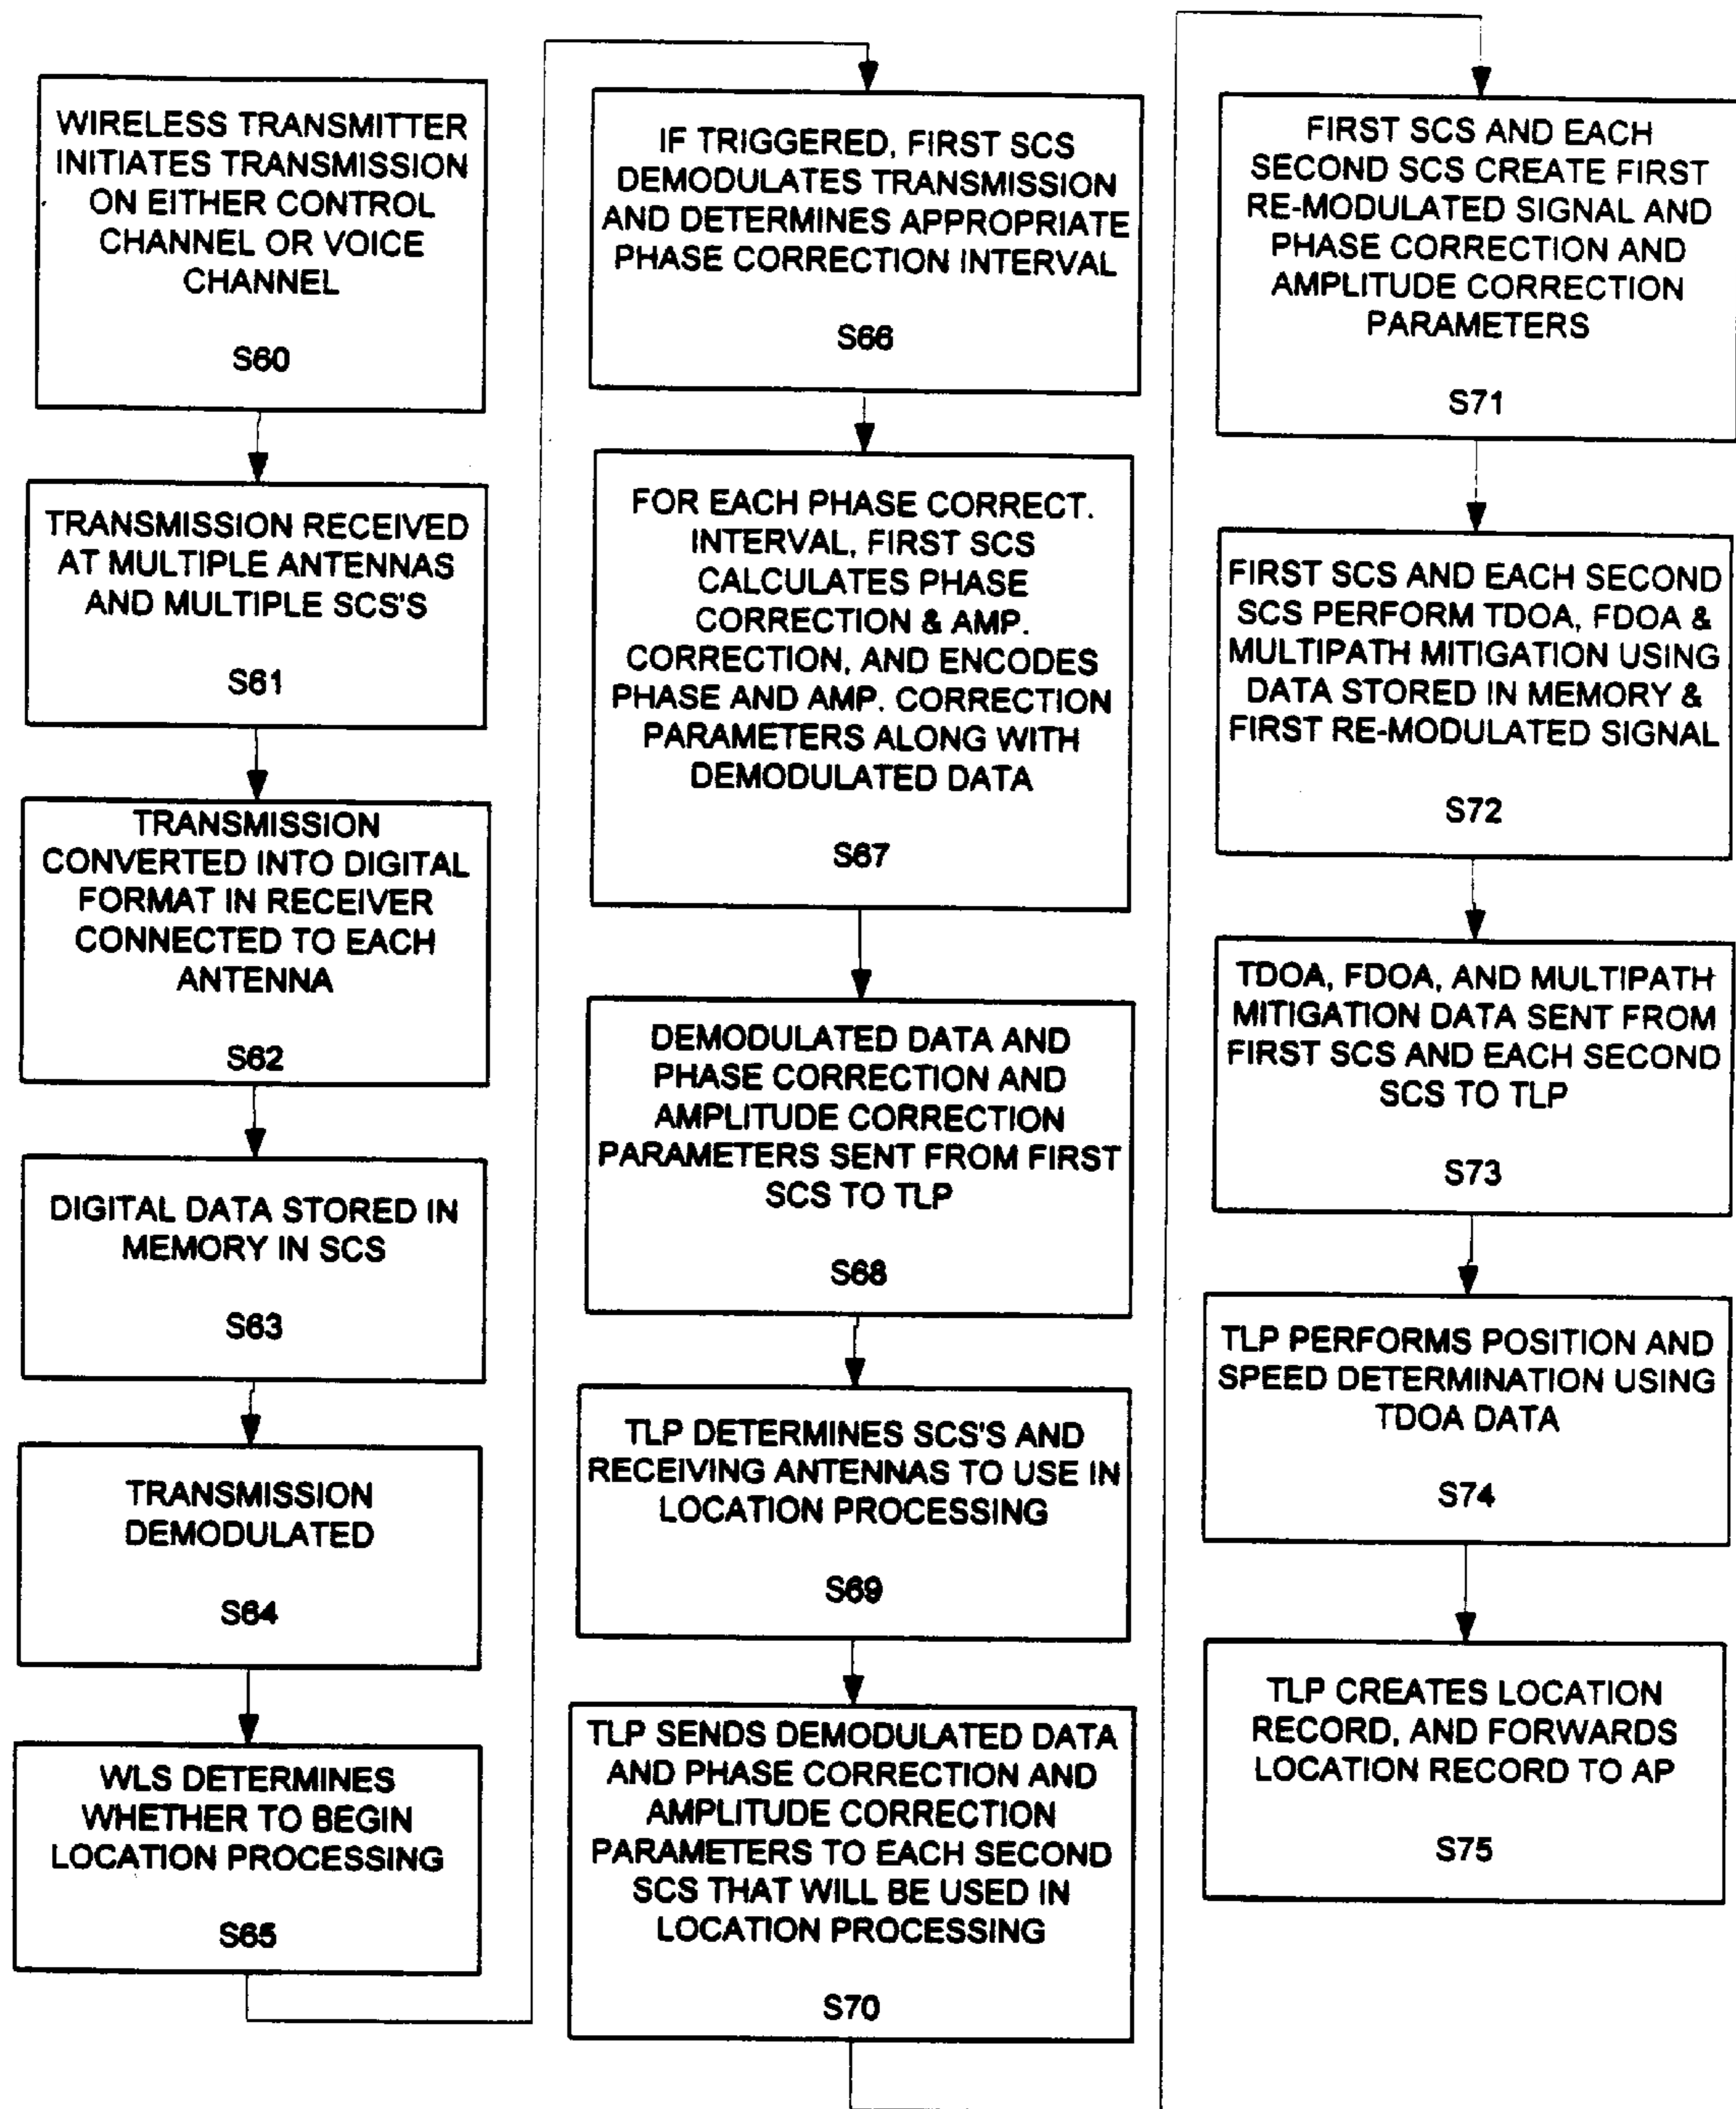 WIRELESS TRANSMITTER
INITIATES TRANSMISSION
ON EITHER CONTROL
CHANNEL OR VOICE
CHANNEL
S60
TRANSMISSION RECEIVED
AT MULTIPLE ANTENNAS
AND MULTIPLE SCS'S
S61
TRANSMISSION
CONVERTED INTO DIGITAL
FORMAT IN RECEIVER
CONNECTED TO EACH
ANTENNA
S62
DIGITAL DATA STORED IN
MEMORY IN SCS
S63
TRANSMISSION
DEMODULATED
S64
WLS DETERMINES
WHETHER TO BEGIN
LOCATION PROCESSING
S65
IF TRIGGERED, FIRST SCS
DEMODULATES TRANSMISSION
AND DETERMINES APPROPRIATE
PHASE CORRECTION INTERVAL
S66
FOR EACH PHASE CORRECT.
INTERVAL, FIRST SCS
CALCULATES PHASE
CORRECTION & AMP.
CORRECTION, AND ENCODES
PHASE AND AMP. CORRECTION
PARAMETERS ALONG WITH
DEMODULATED DATA
S67
DEMODULATED DATA AND
PHASE CORRECTION AND
AMPLITUDE CORRECTION
PARAMETERS SENT FROM FIRST
SCS TO TLP
S68
TLP DETERMINES SCS'S AND
RECEIVING ANTENNAS TO USE IN
LOCATION PROCESSING
S69
TLP SENDS DEMODULATED DATA
AND PHASE CORRECTION AND
AMPLITUDE CORRECTION
PARAMETERS TO EACH SECOND
SCS THAT WILL BE USED IN
LOCATION PROCESSING
S70
FIRST SCS AND EACH
SECOND SCS CREATE FIRST
RE-MODULATED SIGNAL AND
PHASE CORRECTION AND
AMPLITUDE CORRECTION
PARAMETERS
S71
FIRST SCS AND EACH SECOND
SCS PERFORM TDOA, FDOA &
MULTIPATH MITIGATION USING
DATA STORED IN MEMORY &
FIRST RE-MODULATED SIGNAL
S72
TDOA, FDOA, AND MULTIPATH
MITIGATION DATA SENT FROM
FIRST SCS AND EACH SECOND
SCS TO TLP
S73
TLP PERFORMS POSITION AND
SPEED DETERMINATION USING
TDOA DATA
S74
TLP CREATES LOCATION
RECORD, AND FORWARDS
LOCATION RECORD TO AP
S75